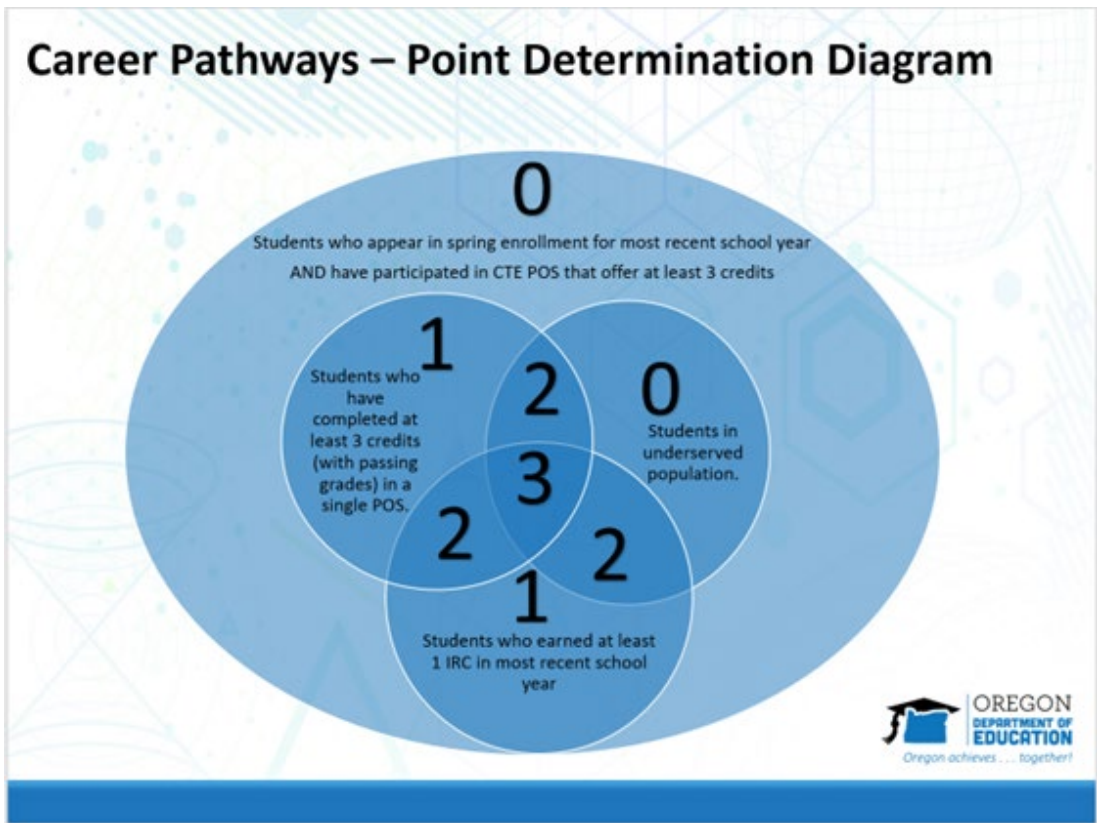 Career Pathways – Point Determination Diagram
0
Students who appear in spring enrollment for most recent school year
AND have participated in CTE POS that offer at least 3 credits
1
Students who
have
completed at
least 3 credits
(with passing
grades) in a
single POS.
2
0
Students in
underserved
population.
3
2
2
1
Students who earned at least
1 IRC in most recent school
year
OREGON
DEPARTMENT OF
EDUCATION
Oregon achieves . . . together!